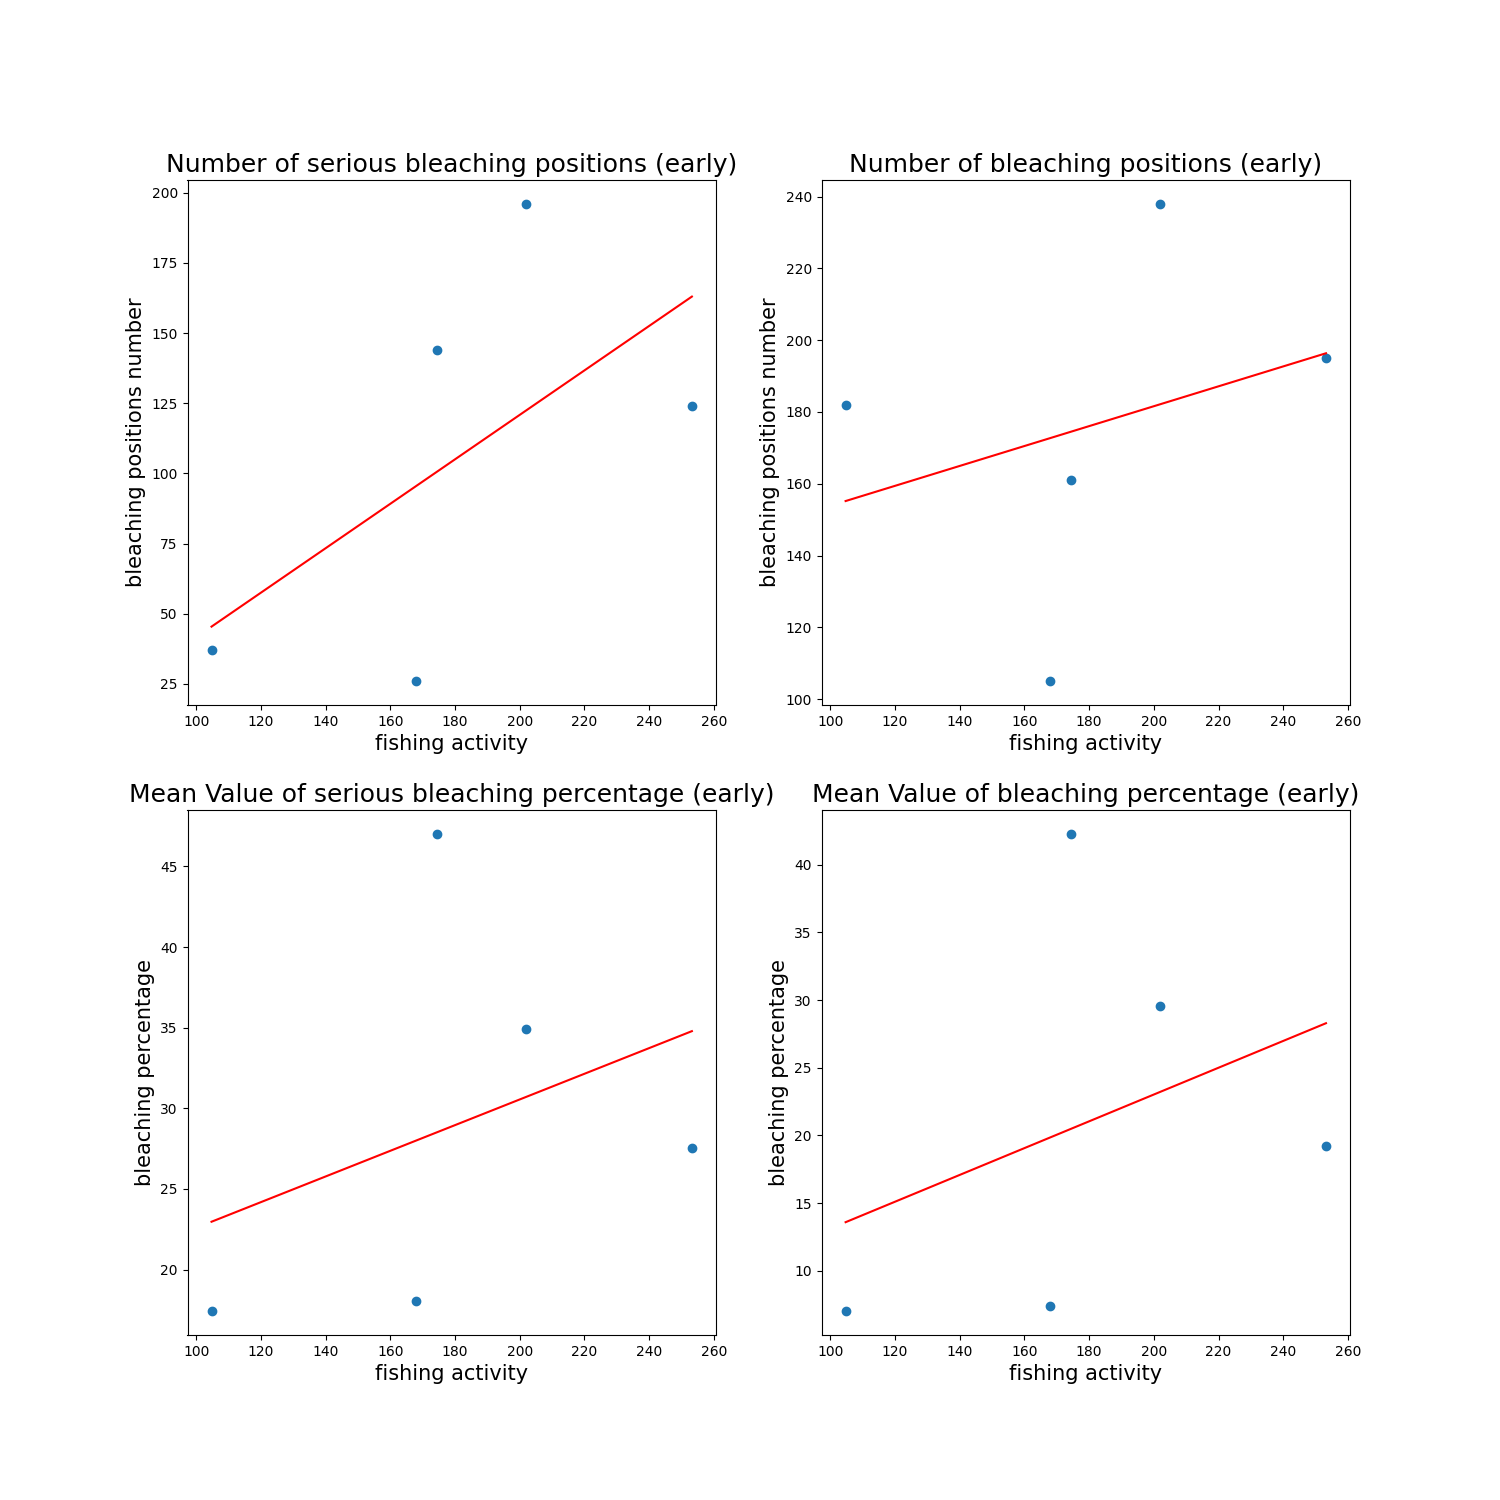 Number of serious bleaching positions (early)
200
175
150
125
100
75
50
25
bleaching positions number
100 120 140 160 180 200 220 240 260
fishing activity
Number of bleaching positions (early)
240
220
200
180
160
140
120
100
bleaching positions number
100 120 140 160 180 200 220 240 260
fishing activity
Mean Value of serious bleaching percentage (early)
45
40
35
30
25
20
bleaching percentage
100 120 140 160 180 200 220 240 260
fishing activity
Mean Value of bleaching percentage (early)
40
35
30
25
20
15
10
bleaching percentage
100 120 140 160 180 200 220 240 260
fishing activity